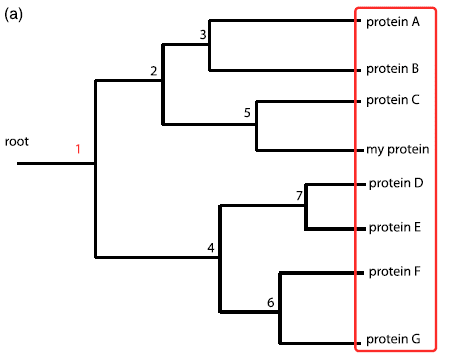 (a)
protein A
3
protein B
2
protein C
5
root
1
my protein
protein D
7
protein E
4
protein F
6
protein G